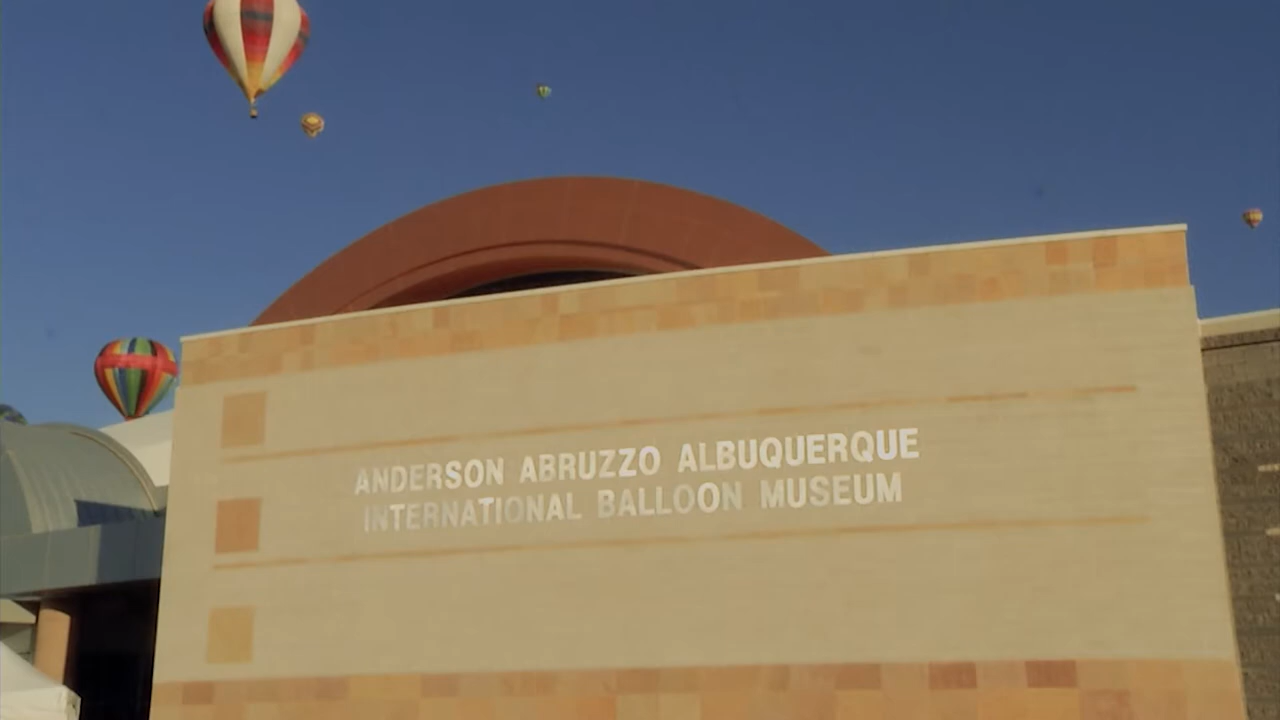 ANDERSON ABRUZZO ALBUQUERQUE
INTERNATIONAL BALLOON MUSEUM